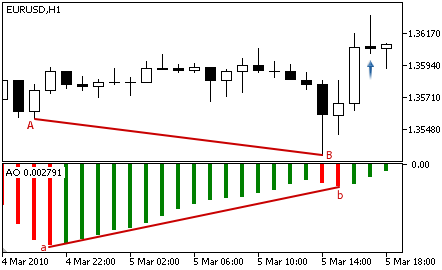 EURUSD,H1
1.36170
1.35940
1.35710
1.35480
A
B
AO 0.002791
0.00
a
b
4 Mar 2010
4 Mar 22:00
5 Mar 02:00
5 Mar 06:00
5 Mar 10:00
5 Mar 14:00
5 Mar 18:00